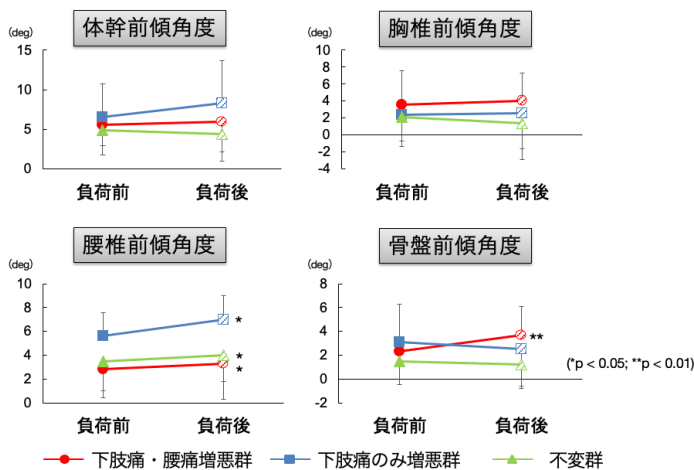 体幹前傾角度
(deg)
15
10
5
0
負荷前
負荷後
胸椎前傾角度
(deg)
10
8
6
4
2
0
-2
-4
負荷前
負荷後
腰椎前傾角度
(deg)
10
8
6
4
2
0
*
*
*
負荷前
負荷後
骨盤前傾角度
(deg)
8
6
4
2
0
-2
**
負荷前
負荷後
(*p < 0.05; **p < 0.01)
下肢痛・腰痛増悪群
下肢痛のみ増悪群
不変群